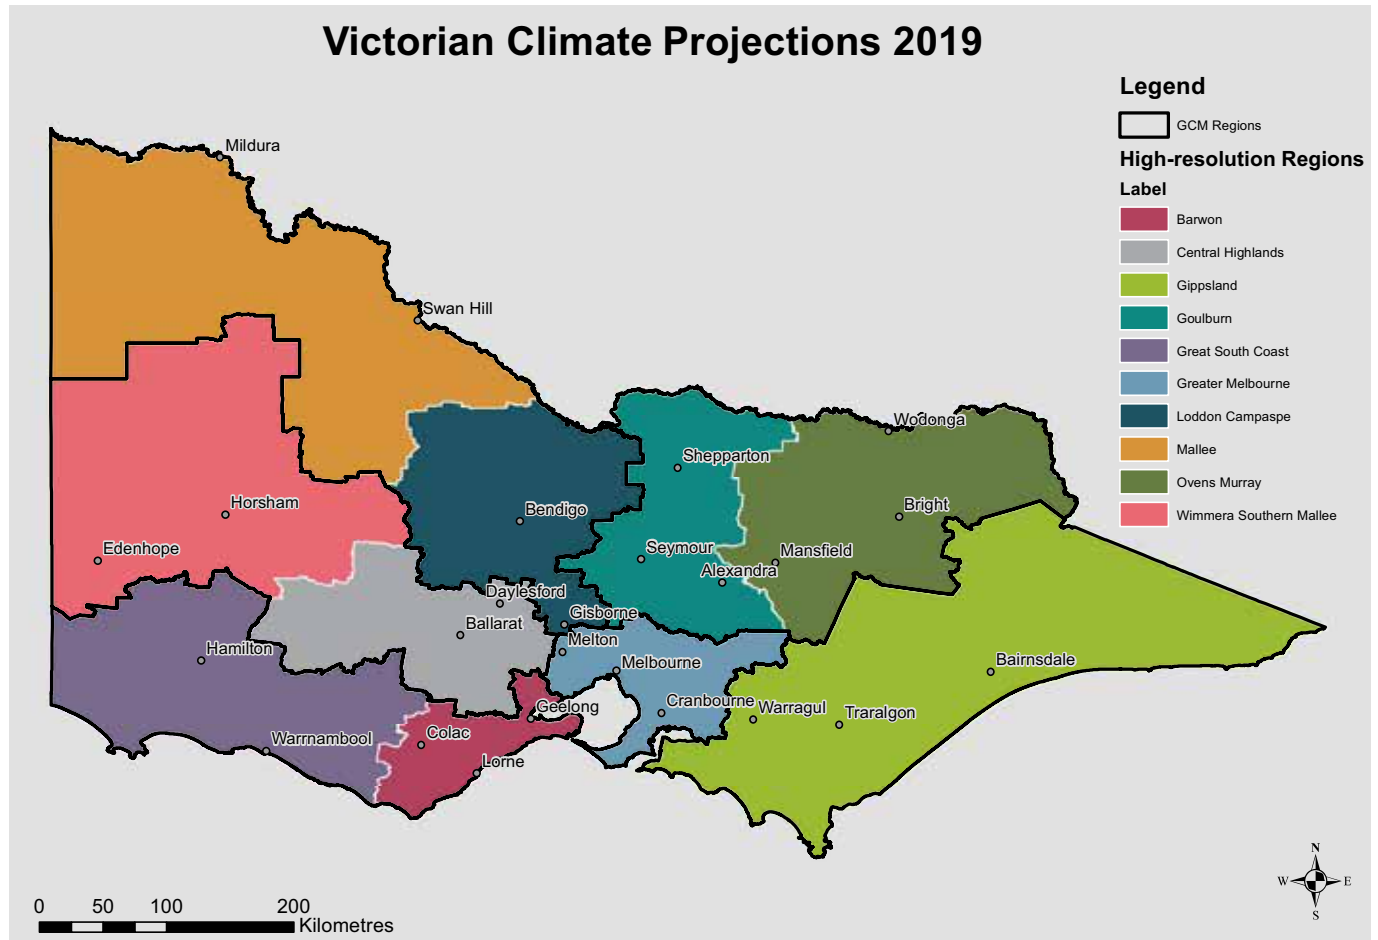 Victorian Climate Projections 2019
Legend
GCM Regions
High-resolution Regions
Label
Barwon
Central Highlands
Gippsland
Goulburn
Great South Coast
Greater Melbourne
Loddon Campaspe
Mallee
Ovens Murray
Wimmera Southern Mallee
Mildura
Swan Hill
Wodonga
Shepparton
Horsham
Bendigo
Bright
Edenhope
Seymour
Mansfield
Alexandra
Daylesford
Gisborne
Ballarat
Melton
Hamilton
Melbourne
Bairnsdale
Cranbourne
Geelong
Warragul
Traralgon
Warrnambool
Colac
Lorne
N
W
E
S
0 50 100 200
Kilometres